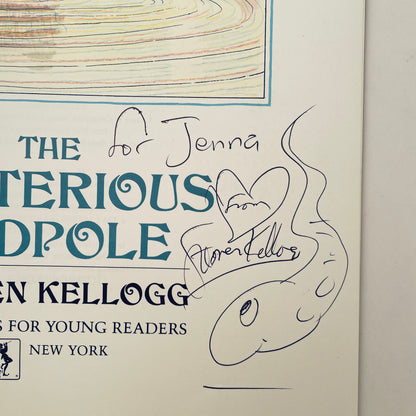 for Jenna
THE
TERIOUS
DPOLE
from
Steven Kellogg
EN KELLOGG
S FOR YOUNG READERS
NEW YORK